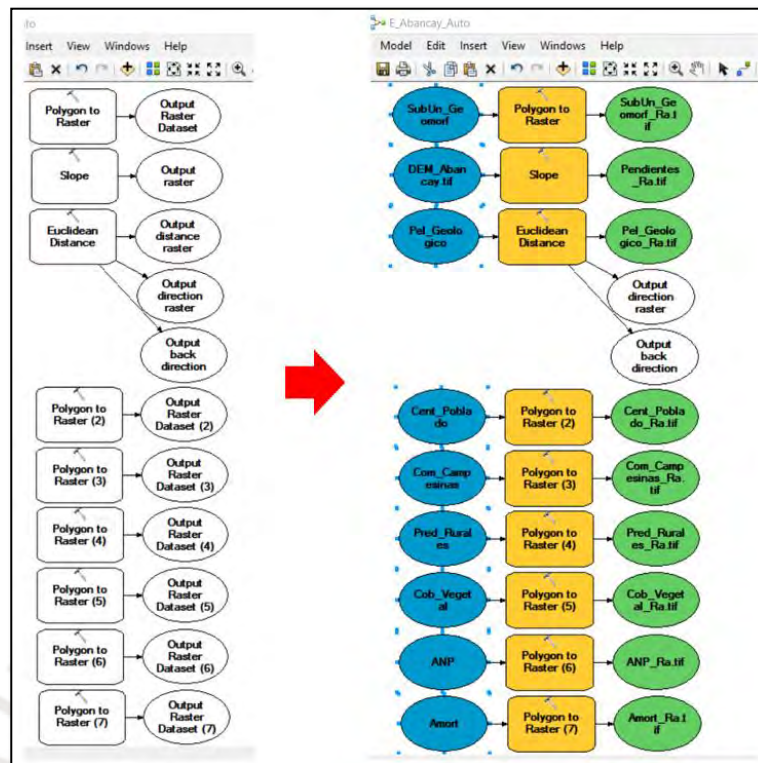 ito
Insert View Windows Help
Polygon to
Raster
Output
Raster
Dataset
Slope
Output
raster
Euclidean
Distance
Output
distance
raster
Output
direction
raster
Output
back
direction
Polygon to
Raster (2)
Output
Raster
Dataset (2)
Polygon to
Raster (3)
Output
Raster
Dataset (3)
Polygon to
Raster (4)
Output
Raster
Dataset (4)
Polygon to
Raster (5)
Output
Raster
Dataset (5)
Polygon to
Raster (6)
Output
Raster
Dataset (6)
Polygon to
Raster (7)
Output
Raster
Dataset (7)
E_Abancay_Auto
Model Edit Insert View Windows Help
SubUn_Ge
omorf
Polygon to
Raster
SubUn_Ge
omorf_Ra.t
if
DEM_Aban
cay.tif
Slope
Pendientes
_Ra.tif
Pel_Geolo
gico
Euclidean
Distance
Pel_Geolo
gico_Ra.tif
Output
direction
raster
Output
back
direction
Cent_Pobla
do
Polygon to
Raster (2)
Cent_Pobla
do_Ra.tif
Com_Camp
esinas
Polygon to
Raster (3)
Com_Camp
esinas_Ra.
tif
Pred_Rural
es
Polygon to
Raster (4)
Pred_Rural
es_Ra.tif
Cob_Veget
al
Polygon to
Raster (5)
Cob_Veget
al_Ra.tif
ANP
Polygon to
Raster (6)
ANP_Ra.tif
Amort
Polygon to
Raster (7)
Amort_Ra.t
if